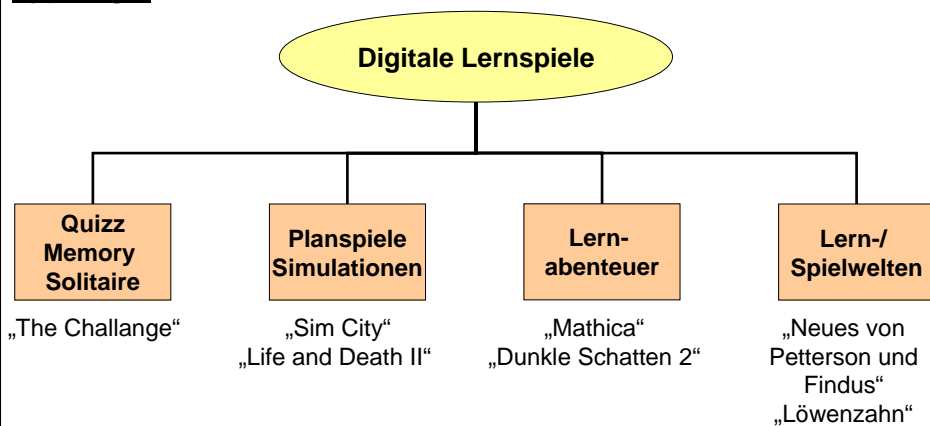 Digitale Lernspiele
Quizz
Memory
Solitaire
„The Challange“
Planspiele
Simulationen
„Sim City“
„Life and Death II“
Lern-
abenteuer
„Mathica“
„Dunkle Schatten 2“
Lern-/
Spielwelten
„Neues von
Petterson und
Findus“
„Löwenzahn“